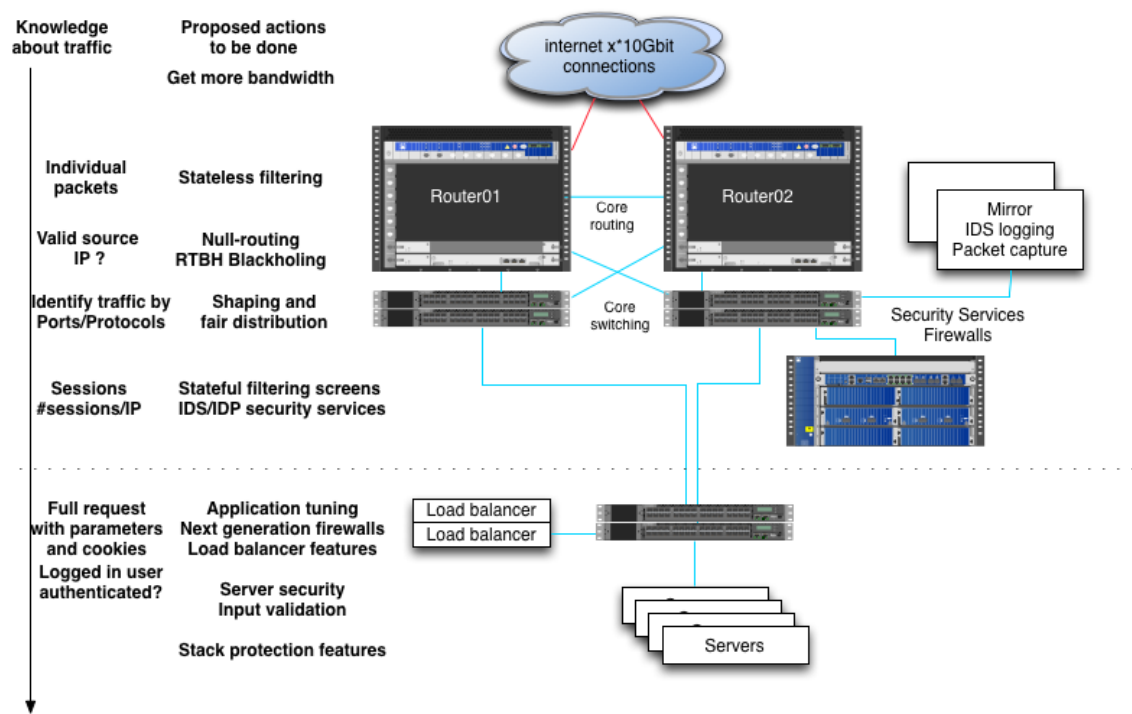 Knowledge
about traffic
Proposed actions
to be done
Get more bandwidth
internet x*10Gbit
connections
Individual
packets
Stateless filtering
Router01
Router02
Core
routing
Mirror
IDS logging
Packet capture
Valid source
IP ?
Null-routing
RTBH Blackholing
Identify traffic by
Ports/Protocols
Shaping and
fair distribution
Core
switching
Security Services
Firewalls
Sessions
#sessions/IP
Stateful filtering screens
IDS/IDP security services
Full request
with parameters
and cookies
Logged in user
authenticated?
Application tuning
Next generation firewalls
Load balancer features
Load balancer
Load balancer
Server security
Input validation
Stack protection features
Servers